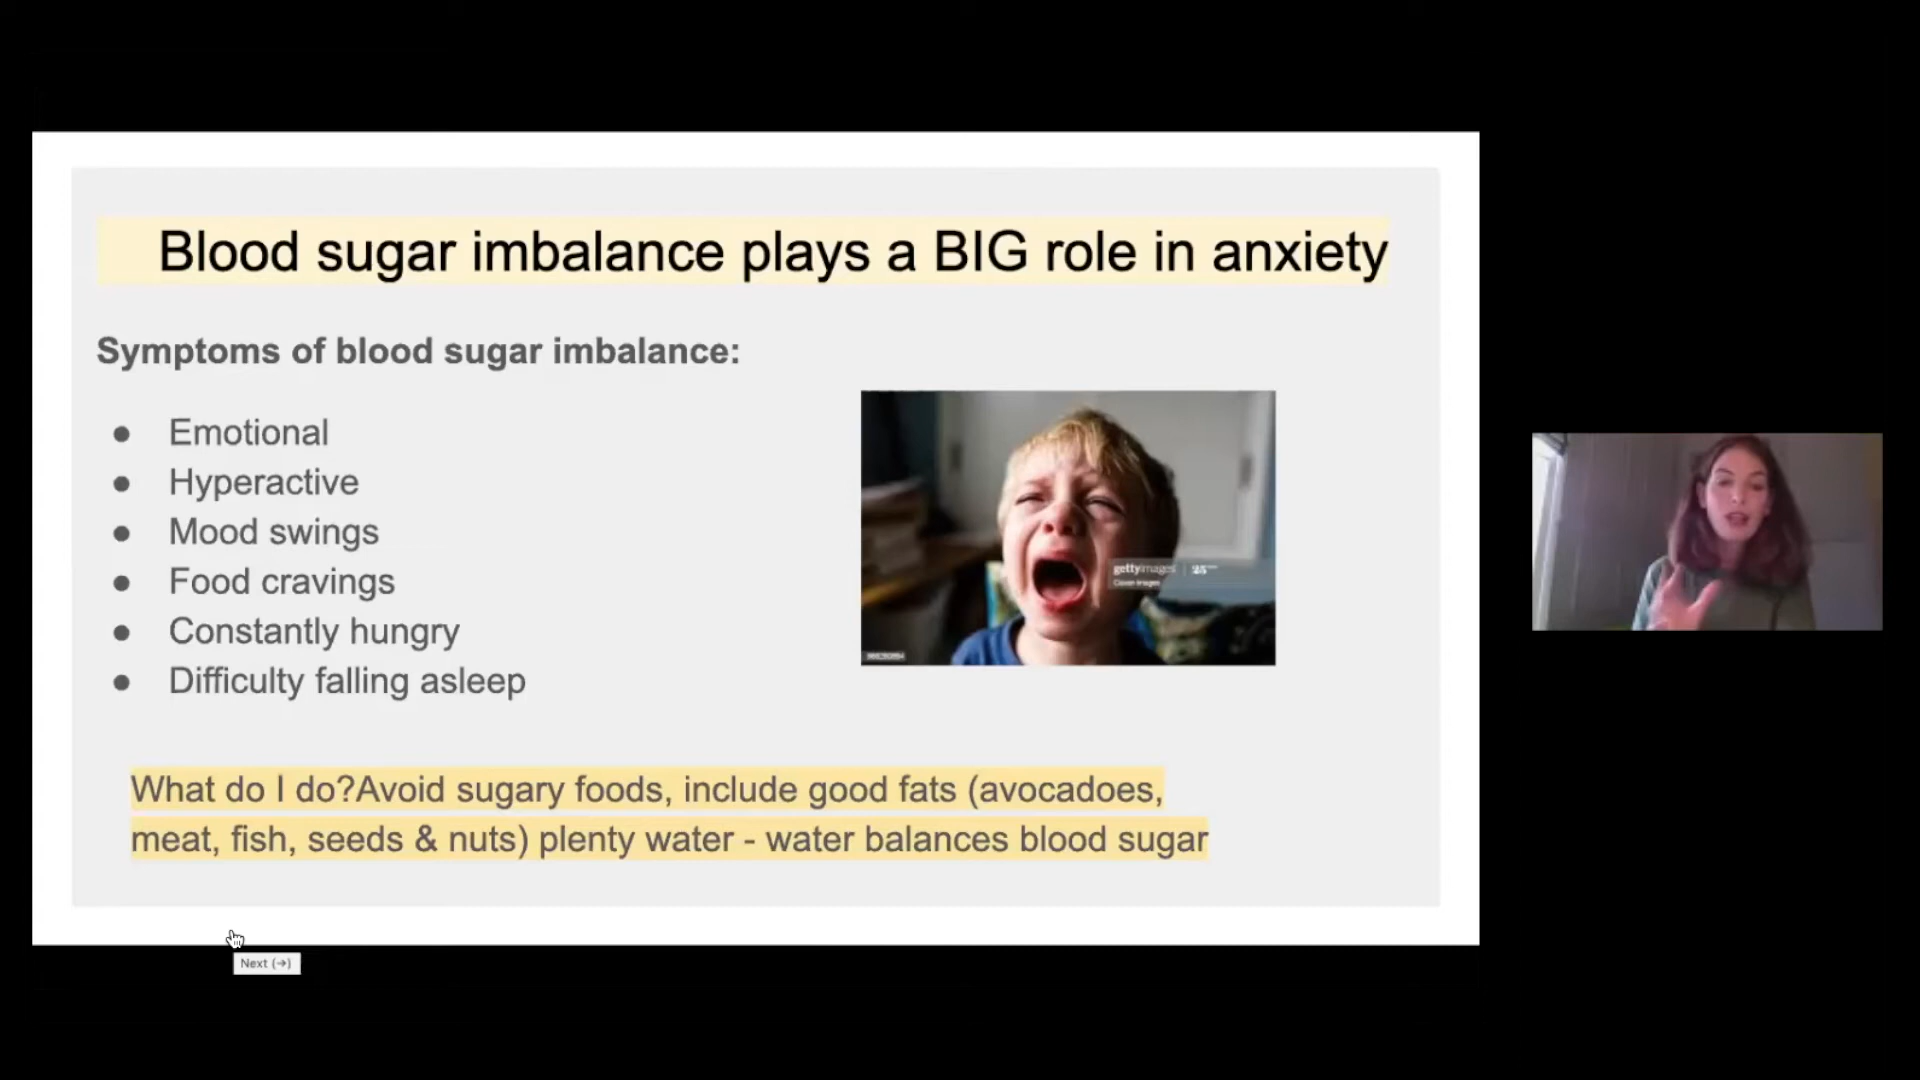 Blood sugar imbalance plays a BIG role in anxiety
Symptoms of blood sugar imbalance:
● Emotional
● Hyperactive
● Mood swings
● Food cravings
● Constantly hungry
● Difficulty falling asleep
gettyimages
What do I do?Avoid sugary foods, include good fats (avocadoes,
meat, fish, seeds & nuts) plenty water - water balances blood sugar
Next (→)